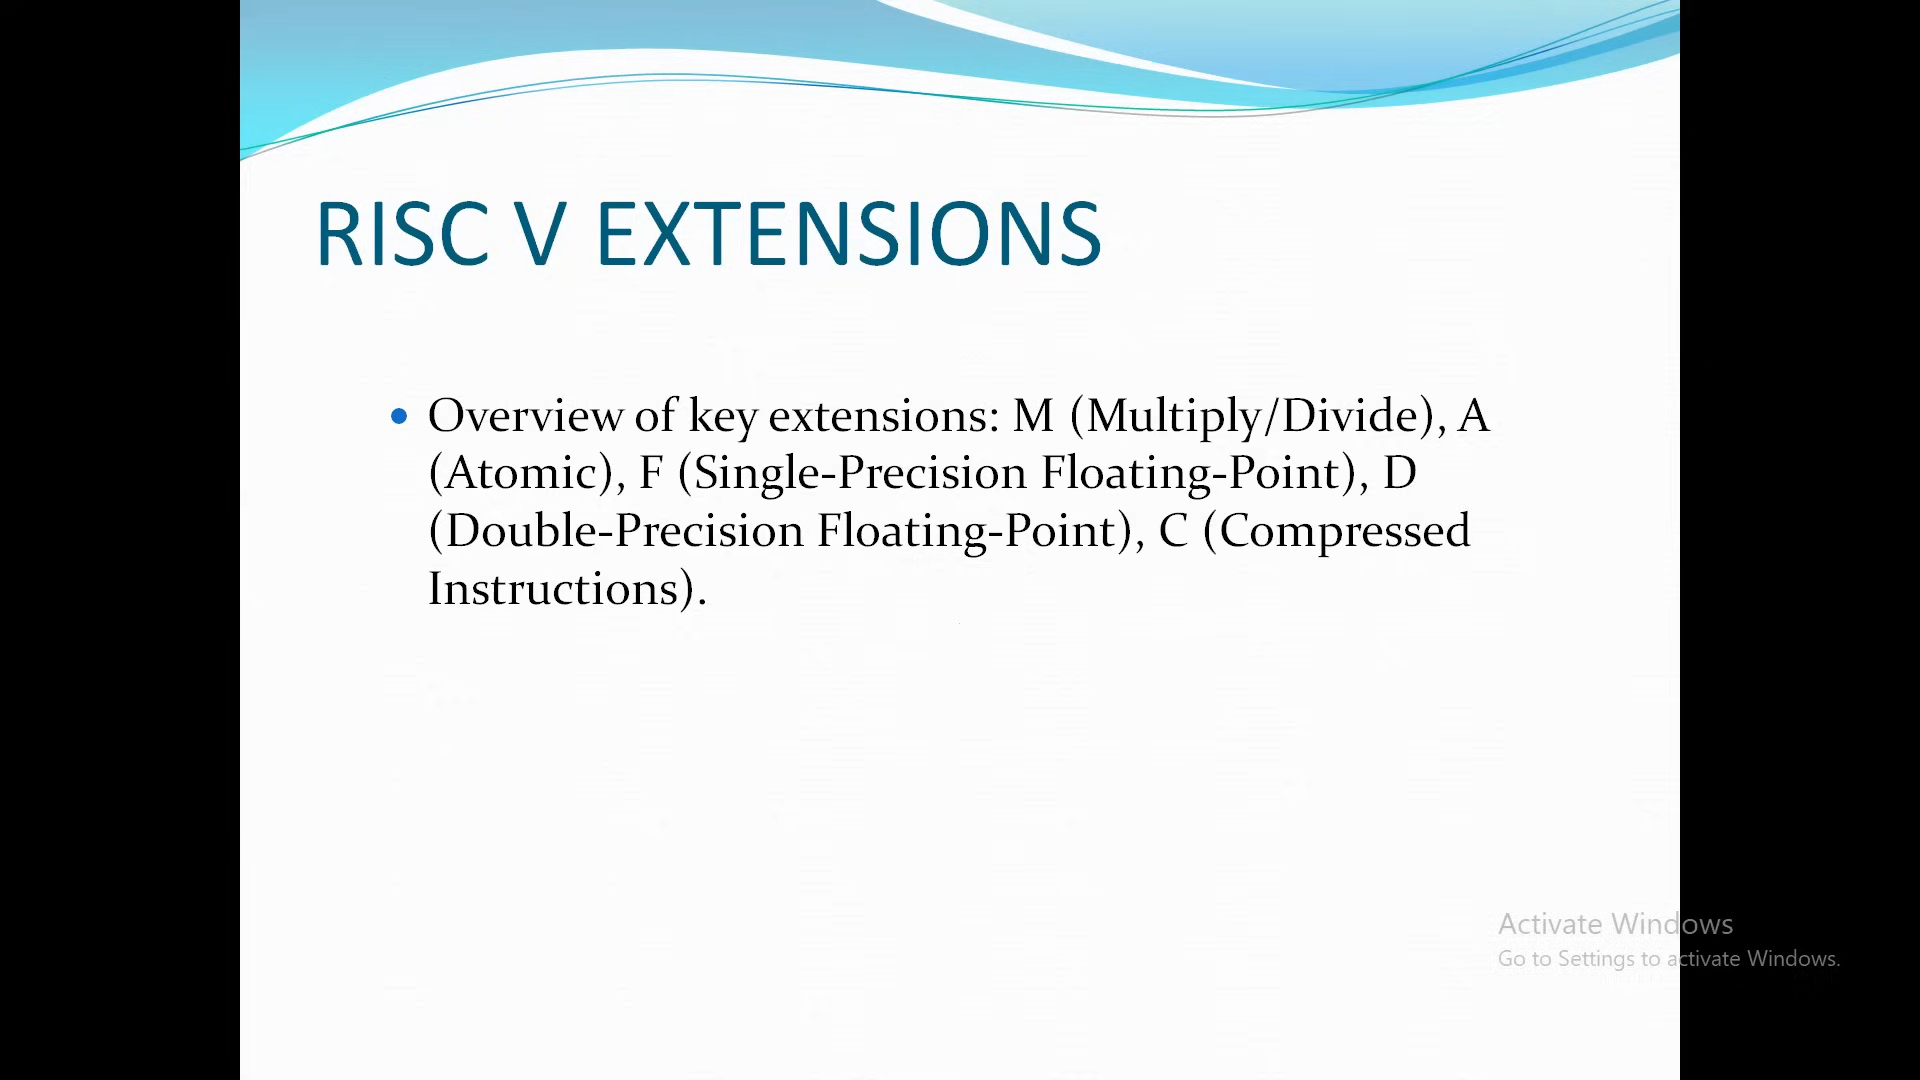 RISC V EXTENSIONS
• Overview of key extensions: M (Multiply/Divide), A
(Atomic), F (Single-Precision Floating-Point), D
(Double-Precision Floating-Point), C (Compressed
Instructions).
Activate Windows
Go to Settings to activate Windows.